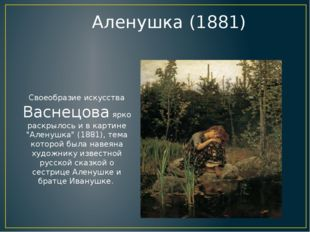 Аленушка (1881)
Своеобразие искусства
Васнецова ярко
раскрылось и в картине
"Аленушка" (1881), тема
которой была навеяна
художнику известной
русской сказкой о
сестрице Аленушке и
братце Иванушке.